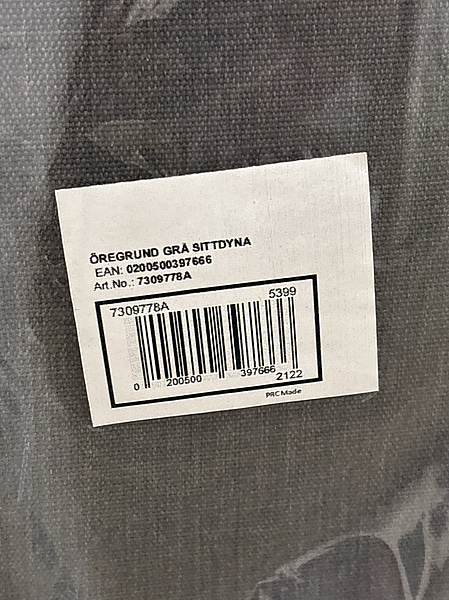 ÖREGRUND GRÅ SITTDYNA
EAN: 0200500397666
Art.No.: 7309778A
7309778A 5399
0 200500 397666 2122
PRC Made